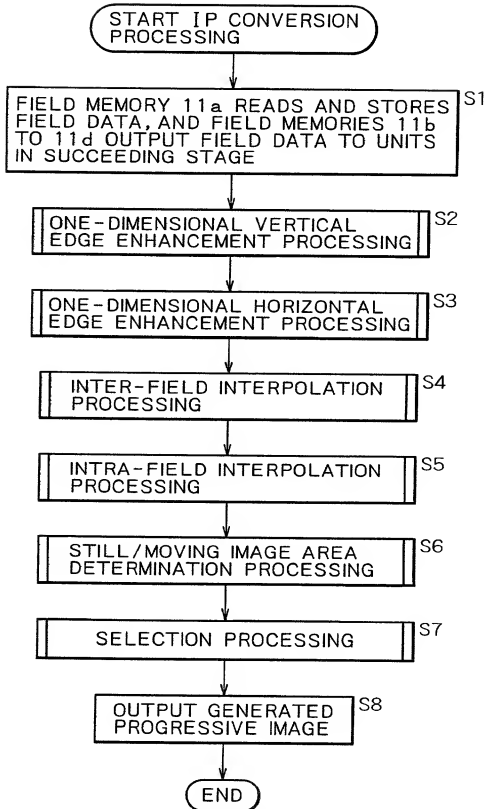 START IP CONVERSION
PROCESSING
S1
FIELD MEMORY 11a READS AND STORES
FIELD DATA, AND FIELD MEMORIES 11b
TO 11d OUTPUT FIELD DATA TO UNITS
IN SUCCEEDING STAGE
S2
ONE-DIMENSIONAL VERTICAL
EDGE ENHANCEMENT PROCESSING
S3
ONE-DIMENSIONAL HORIZONTAL
EDGE ENHANCEMENT PROCESSING
S4
INTER-FIELD INTERPOLATION
PROCESSING
S5
INTRA-FIELD INTERPOLATION
PROCESSING
S6
STILL/MOVING IMAGE AREA
DETERMINATION PROCESSING
S7
SELECTION PROCESSING
S8
OUTPUT GENERATED
PROGRESSIVE IMAGE
END